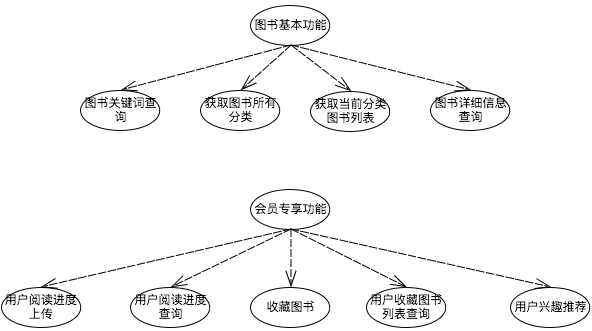 图书基本功能
图书关键词查
询
获取图书所有
分类
获取当前分类
图书列表
图书详细信息
查询
会员专享功能
用户阅读进度
上传
用户阅读进度
查询
收藏图书
用户收藏图书
列表查询
用户兴趣推荐